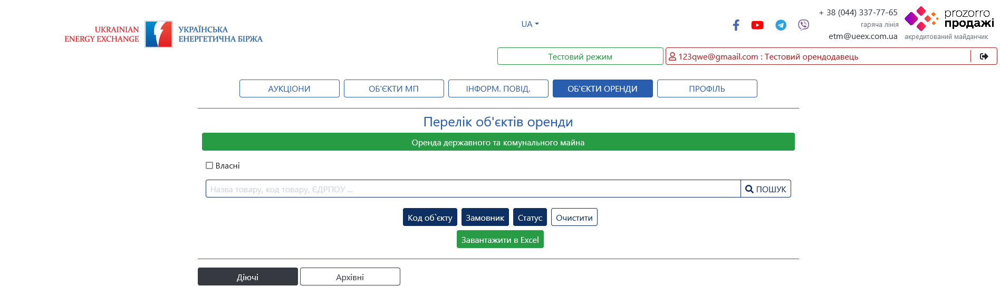 UKRAINIAN
ENERGY EXCHANGE
УКРАЇНСЬКА
ЕНЕРГЕТИЧНА БІРЖА
UA
+ 38 (044) 337-77-65
гаряча лінія
etm@ueex.com.ua
prozorro
продажі
акредитований майданчик
Тестовий режим
123qwe@gmaail.com : Тестовий орендодавець
АУКЦІОНИ
ОБ'ЄКТИ МП
ІНФОРМ. ПОВІД.
ОБ'ЄКТИ ОРЕНДИ
ПРОФІЛЬ
Перелік об'єктів оренди
Оренда державного та комунального майна
Власні
Назва товару, код товару, ЄДРПОУ ...
ПОШУК
Код об`єкту
Замовник
Статус
Очистити
Завантажити в Excel
Діючі
Архівні